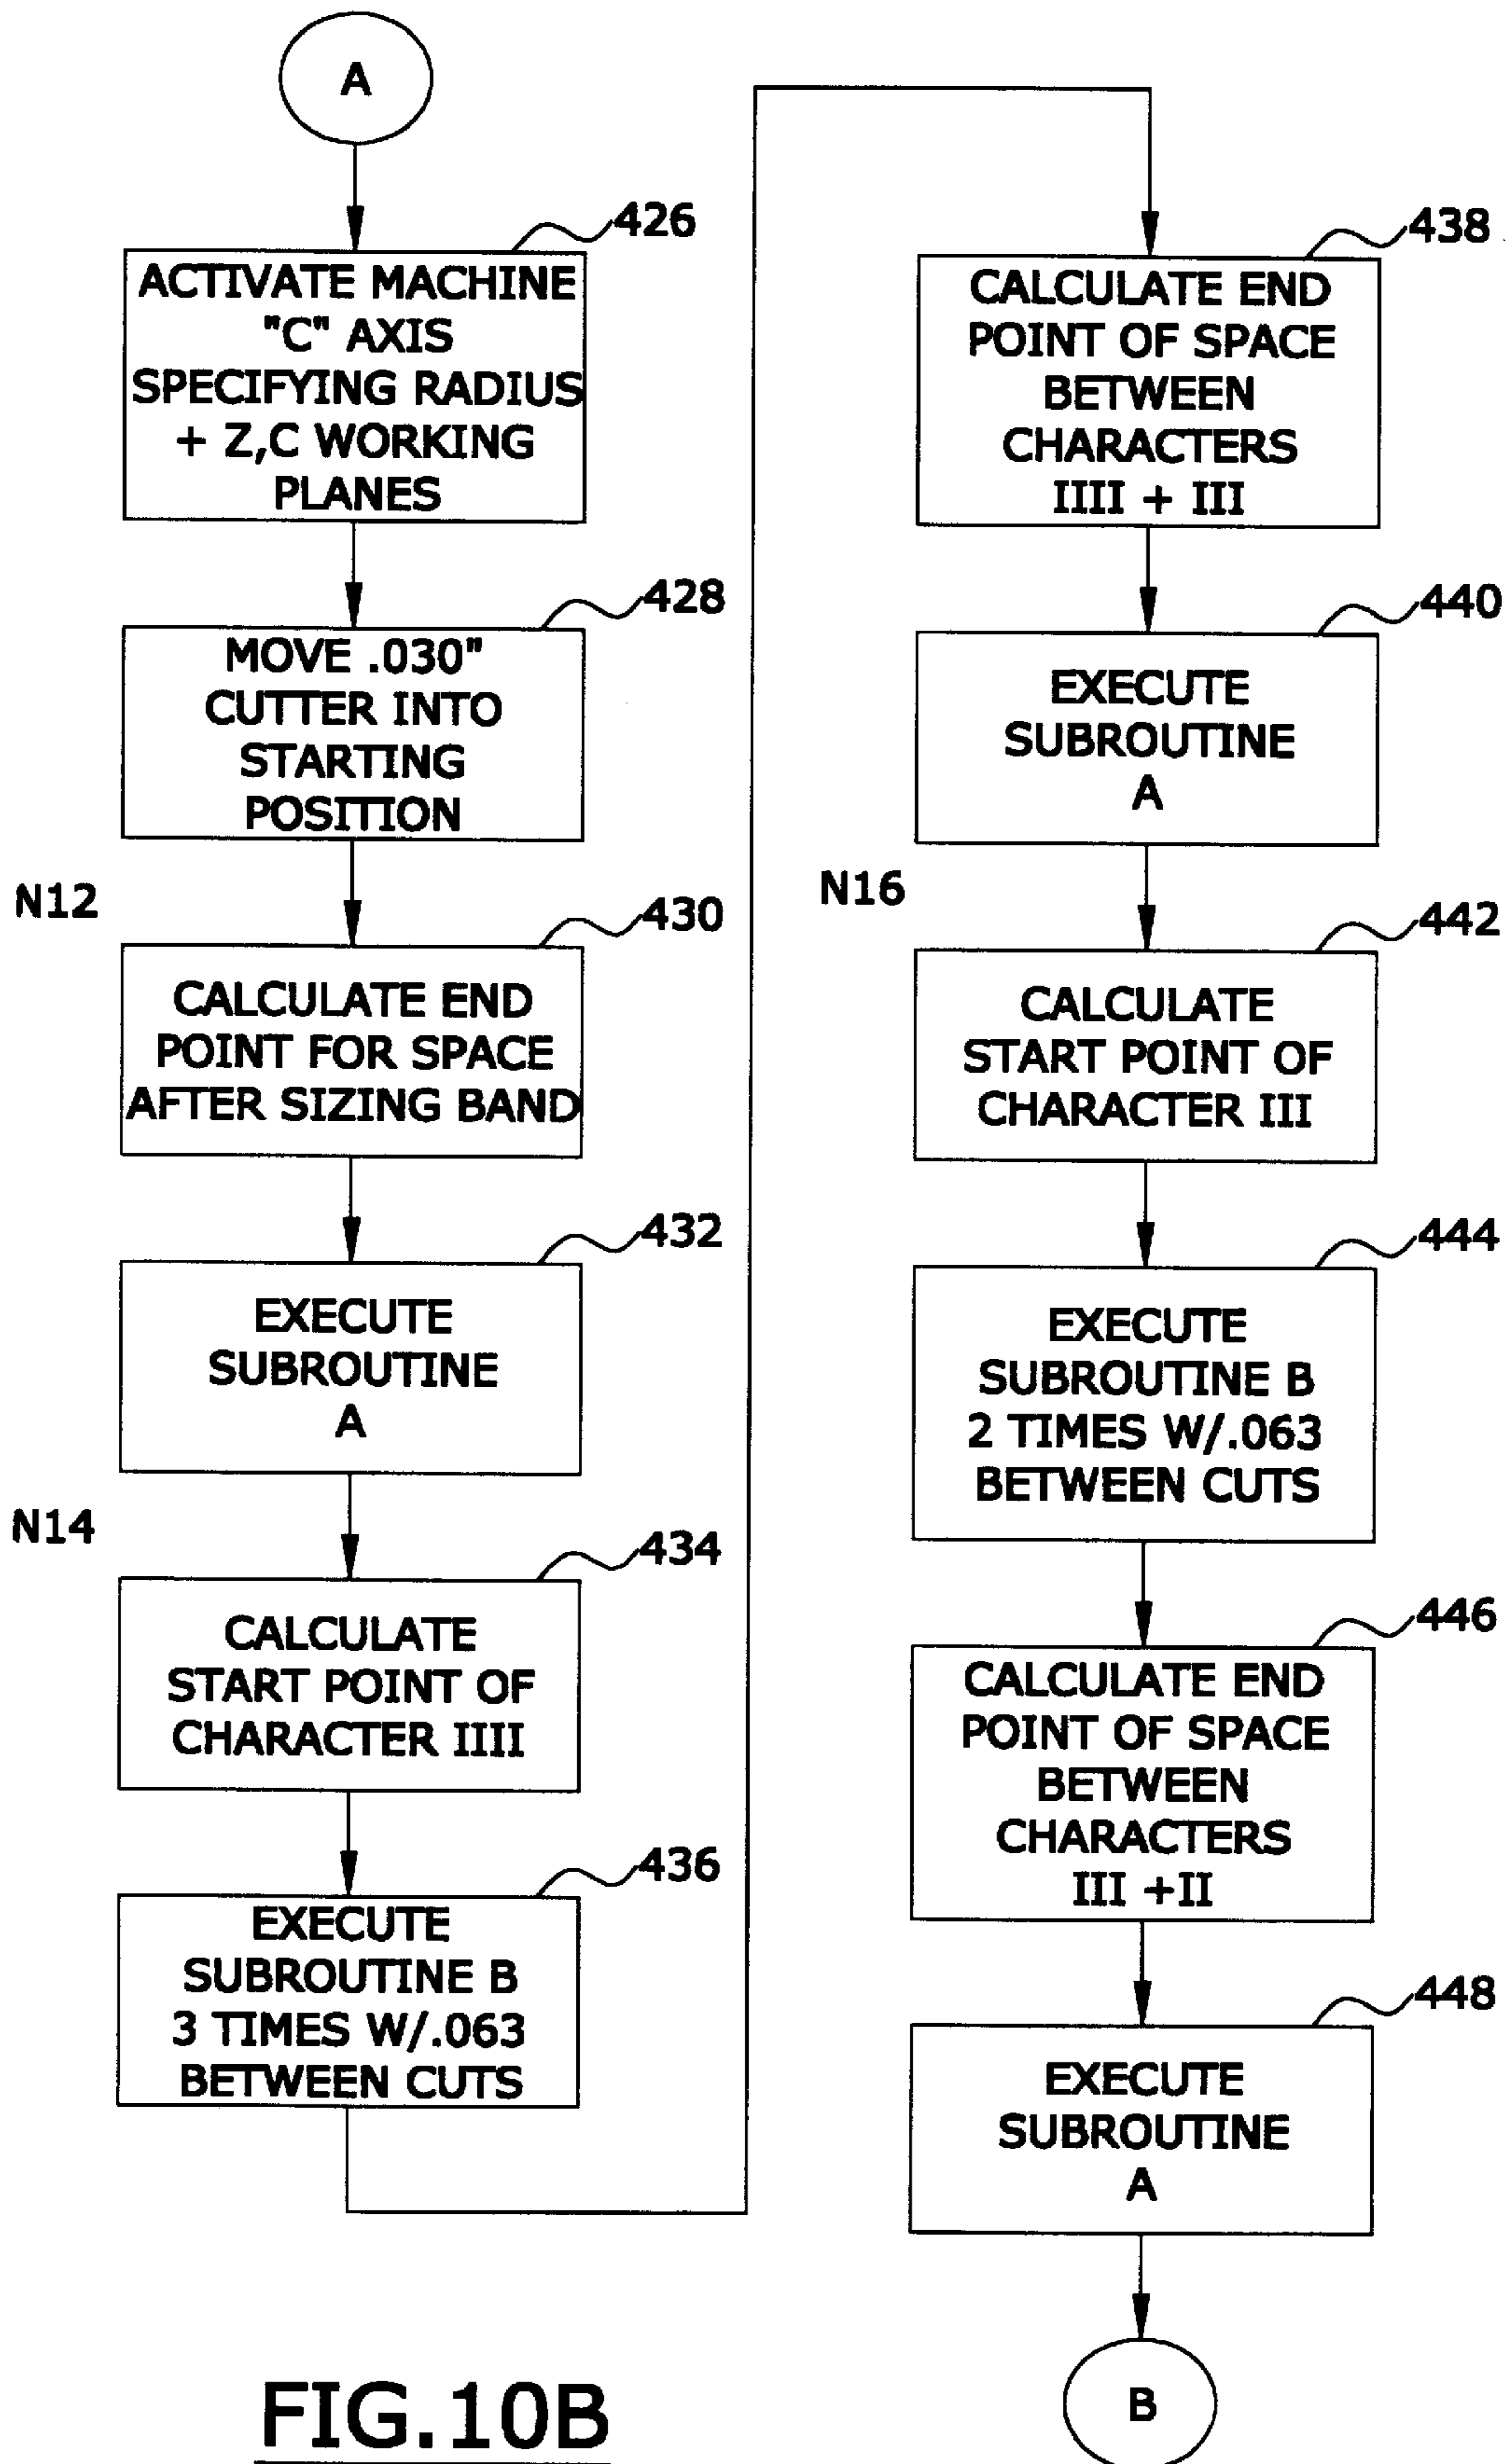 A
426
ACTIVATE MACHINE
"C" AXIS
SPECIFYING RADIUS
+ Z,C WORKING
PLANES
428
MOVE .030"
CUTTER INTO
STARTING
POSITION
N12
430
CALCULATE END
POINT FOR SPACE
AFTER SIZING BAND
432
EXECUTE
SUBROUTINE
A
N14
434
CALCULATE
START POINT OF
CHARACTER IIII
436
EXECUTE
SUBROUTINE B
3 TIMES W/.063
BETWEEN CUTS
438
CALCULATE END
POINT OF SPACE
BETWEEN
CHARACTERS
IIII + III
440
EXECUTE
SUBROUTINE
A
N16
442
CALCULATE
START POINT OF
CHARACTER III
444
EXECUTE
SUBROUTINE B
2 TIMES W/.063
BETWEEN CUTS
446
CALCULATE END
POINT OF SPACE
BETWEEN
CHARACTERS
III +II
448
EXECUTE
SUBROUTINE
A
B
FIG.10B